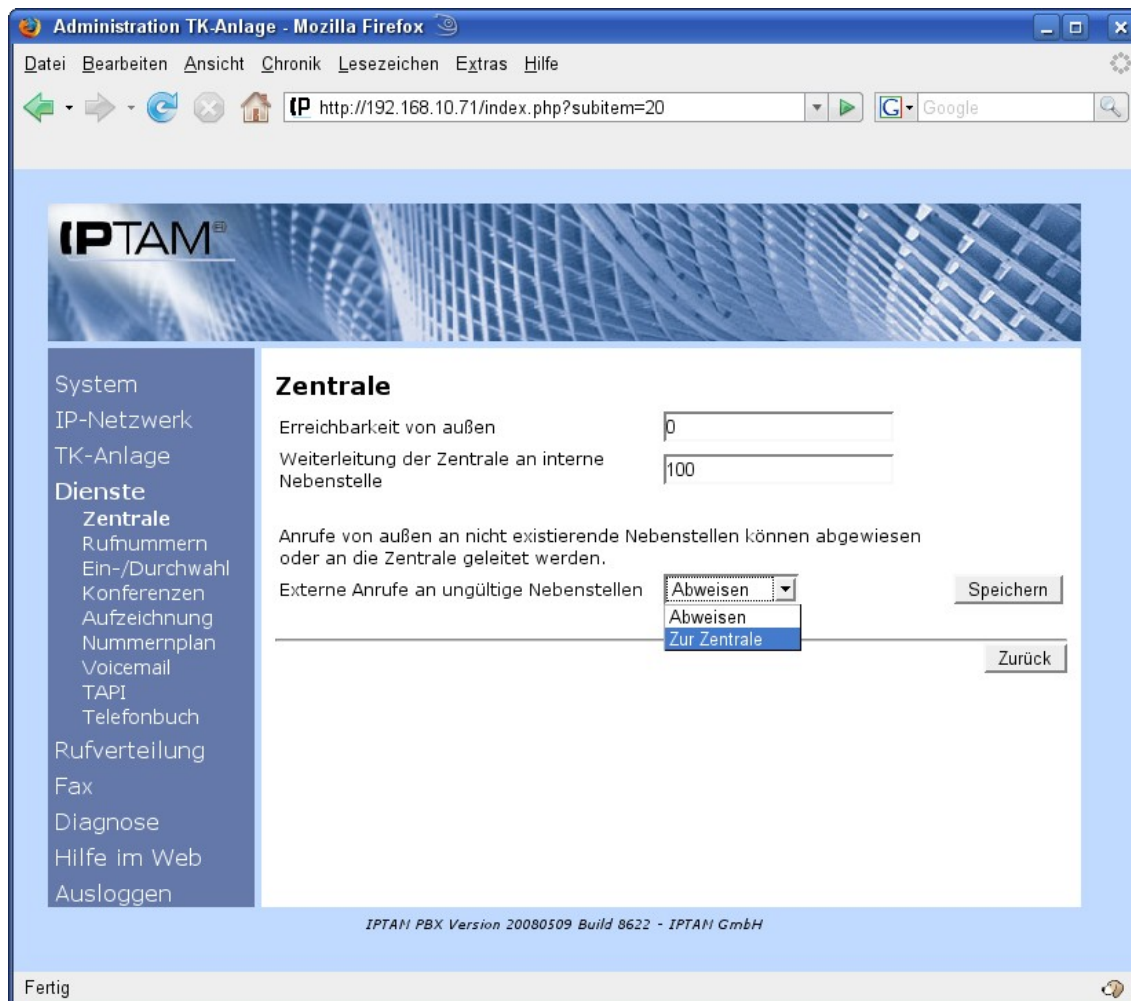 Administration TK-Anlage - Mozilla Firefox
Datei Bearbeiten Ansicht Chronik Lesezeichen Extras Hilfe
(P http://192.168.10.71/index.php?subitem=20 G Google
(PTAM®
System
IP-Netzwerk
TK-Anlage
Dienste
Zentrale
Rufnummern
Ein-/Durchwahl
Konferenzen
Aufzeichnung
Nummernplan
Voicemail
TAPI
Telefonbuch
Rufverteilung
Fax
Diagnose
Hilfe im Web
Ausloggen
Zentrale
Erreichbarkeit von außen 0
Weiterleitung der Zentrale an interne
Nebenstelle 100
Anrufe von außen an nicht existierende Nebenstellen können abgewiesen
oder an die Zentrale geleitet werden.
Externe Anrufe an ungültige Nebenstellen Abweisen Speichern
Abweisen
Zur Zentrale
Zurück
IPTAM PBX Version 20080509 Build 8622 - IPTAM GmbH
Fertig